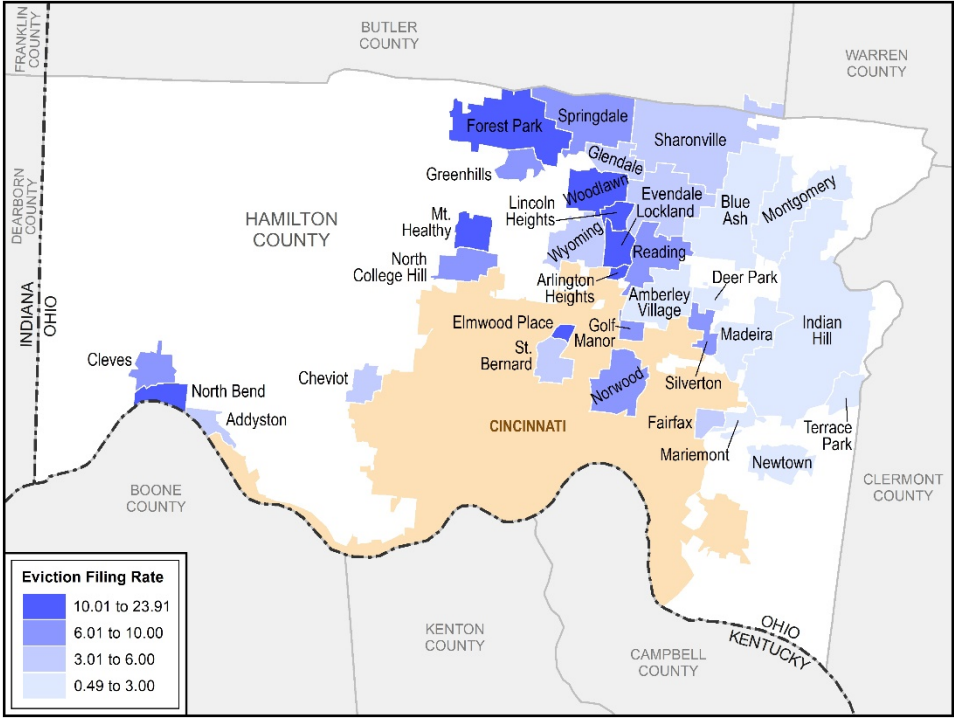 FRANKLIN
COUNTY
BUTLER
COUNTY
WARREN
COUNTY
DEARBORN
COUNTY
HAMILTON
COUNTY
INDIANA
OHIO
Forest Park
Springdale
Sharonville
Glendale
Greenhills
Woodlawn
Lincoln
Heights
Evendale
Lockland
Blue
Ash
Montgomery
Mt.
Healthy
Wyoming
Reading
North
College Hill
Arlington
Heights
Deer Park
Amberley
Village
Elmwood Place
Golf
Manor
Madeira
Indian
Hill
St.
Bernard
Silverton
Cleves
North Bend
Addyston
Cheviot
Norwood
CINCINNATI
Fairfax
Mariemont
Terrace
Park
Newtown
BOONE
COUNTY
CLERMONT
COUNTY
KENTON
COUNTY
CAMPBELL
COUNTY
OHIO
KENTUCKY
Eviction Filing Rate
10.01 to 23.91
6.01 to 10.00
3.01 to 6.00
0.49 to 3.00